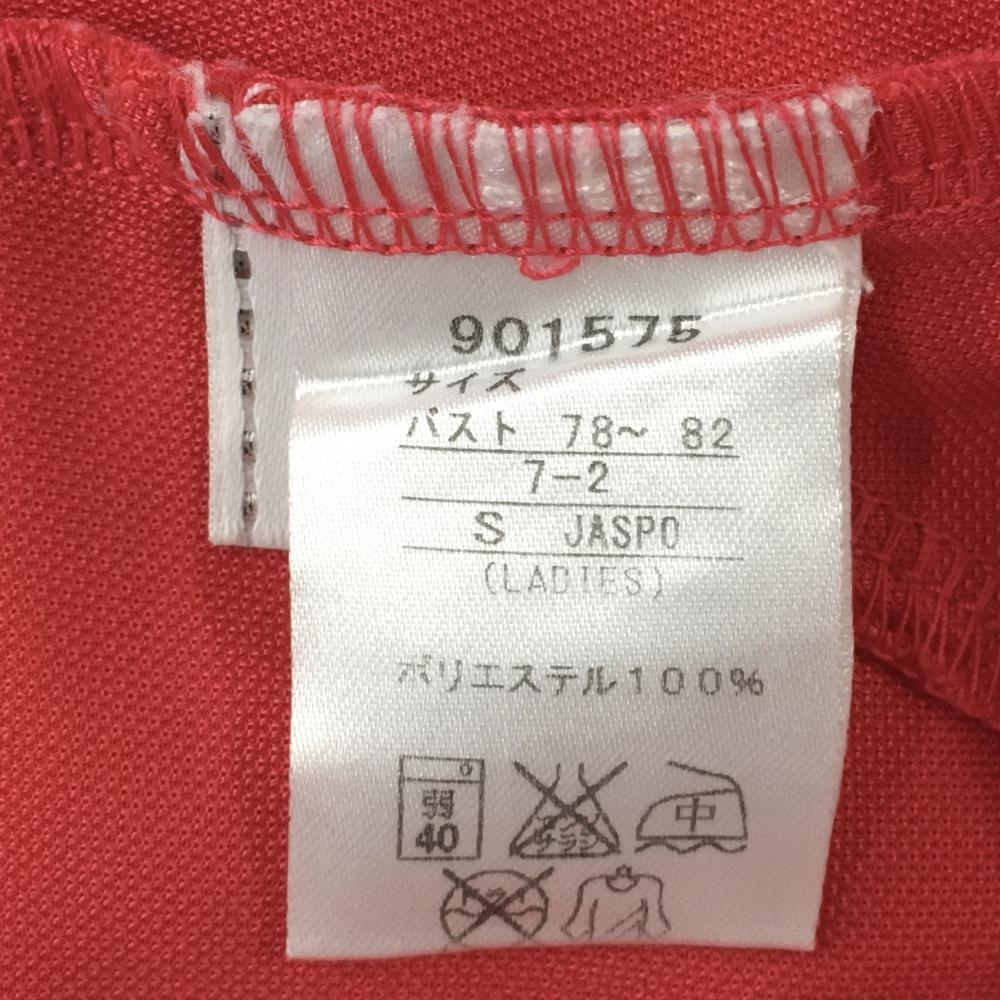 901575
サイズ
バスト 78~ 82
7-2
S JASPO
(LADIES)
ポリエステル100%
弱
40
中